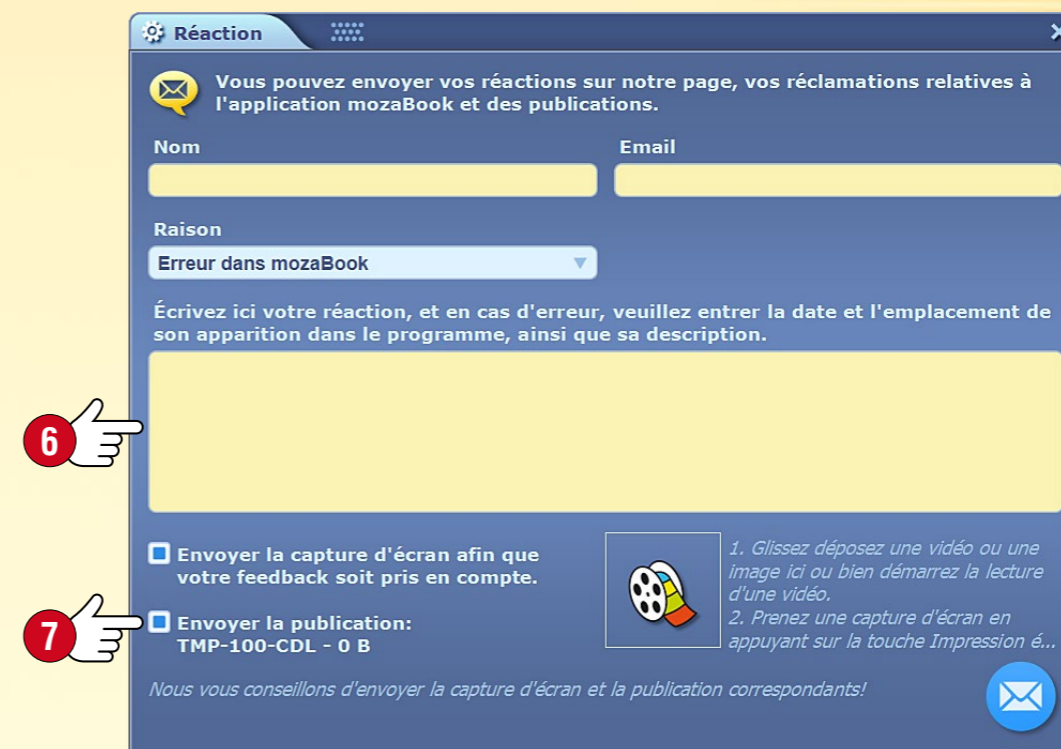 Réaction
Vous pouvez envoyer vos réactions sur notre page, vos réclamations relatives à
l'application mozaBook et des publications.
Nom
Email
Raison
Erreur dans mozaBook
Écrivez ici votre réaction, et en cas d'erreur, veuillez entrer la date et l'emplacement de
son apparition dans le programme, ainsi que sa description.
6
Envoyer la capture d'écran afin que
votre feedback soit pris en compte.
7
Envoyer la publication:
TMP-100-CDL - 0 B
1. Glissez déposez une vidéo ou une
image ici ou bien démarrez la lecture
d'une vidéo.
2. Prenez une capture d'écran en
appuyant sur la touche Impression é...
Nous vous conseillons d'envoyer la capture d'écran et la publication correspondants!